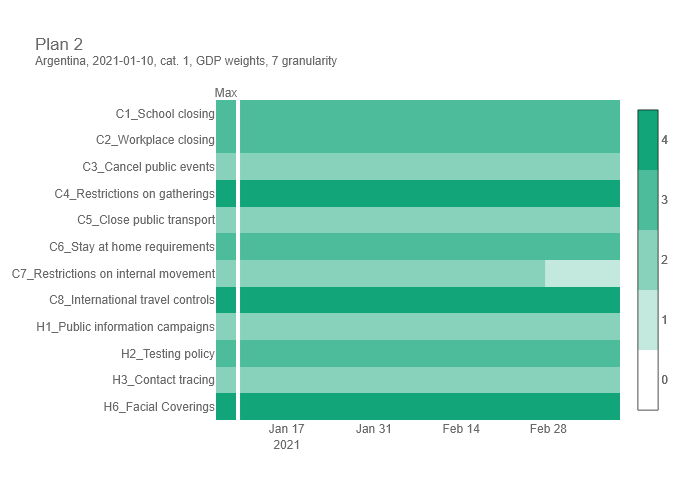 Plan 2
Argentina, 2021-01-10, cat. 1, GDP weights, 7 granularity
Max
C1_School closing
C2_Workplace closing
C3_Cancel public events
C4_Restrictions on gatherings
C5_Close public transport
C6_Stay at home requirements
C7_Restrictions on internal movement
C8_International travel controls
H1_Public information campaigns
H2_Testing policy
H3_Contact tracing
H6_Facial Coverings
Jan 17 Jan 31 Feb 14 Feb 28
2021
4
3
2
1
0